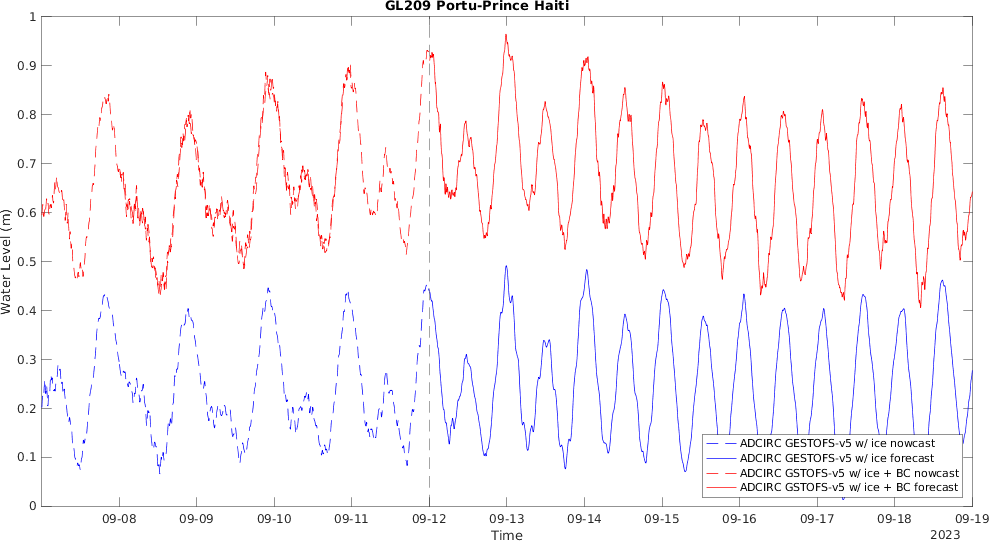 GL209 Portu-Prince Haiti
1
0.9
0.8
0.7
0.6
0.5
0.4
0.3
0.2
0.1
0
Water Level (m)
ADCIRC GESTOFS-v5 w/ ice nowcast
ADCIRC GESTOFS-v5 w/ ice forecast
ADCIRC GSTOFS-v5 w/ ice + BC nowcast
ADCIRC GSTOFS-v5 w/ ice + BC forecast
09-08 09-09 09-10 09-11 09-12 09-13 09-14 09-15 09-16 09-17 09-18 09-19
Time
2023